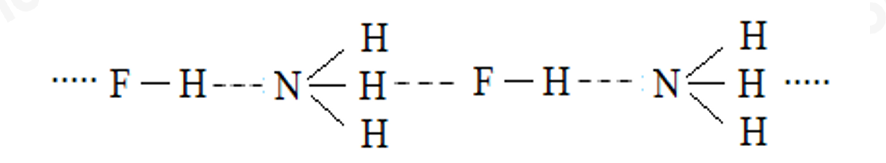 H H
····· F — H --- N — H --- F — H --- N — H ·····
H H